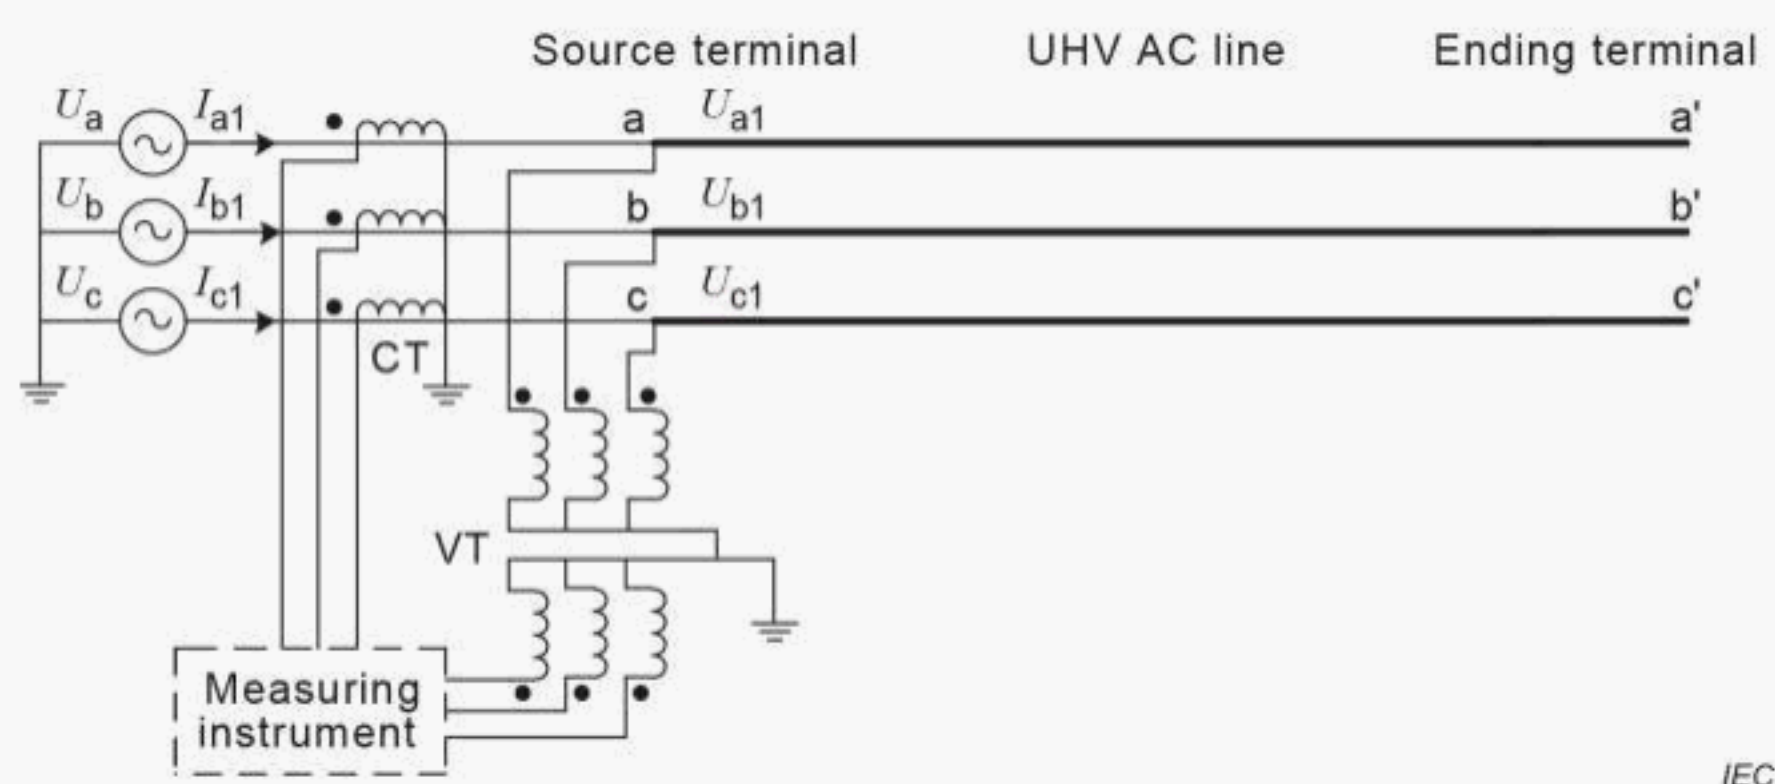 Source terminal UHV AC line Ending terminal
Ua Ia1 a Ua1 a'
Ub Ib1 b Ub1 b'
Uc Ic1 c Uc1 c'
CT
VT
Measuring
instrument
IEC